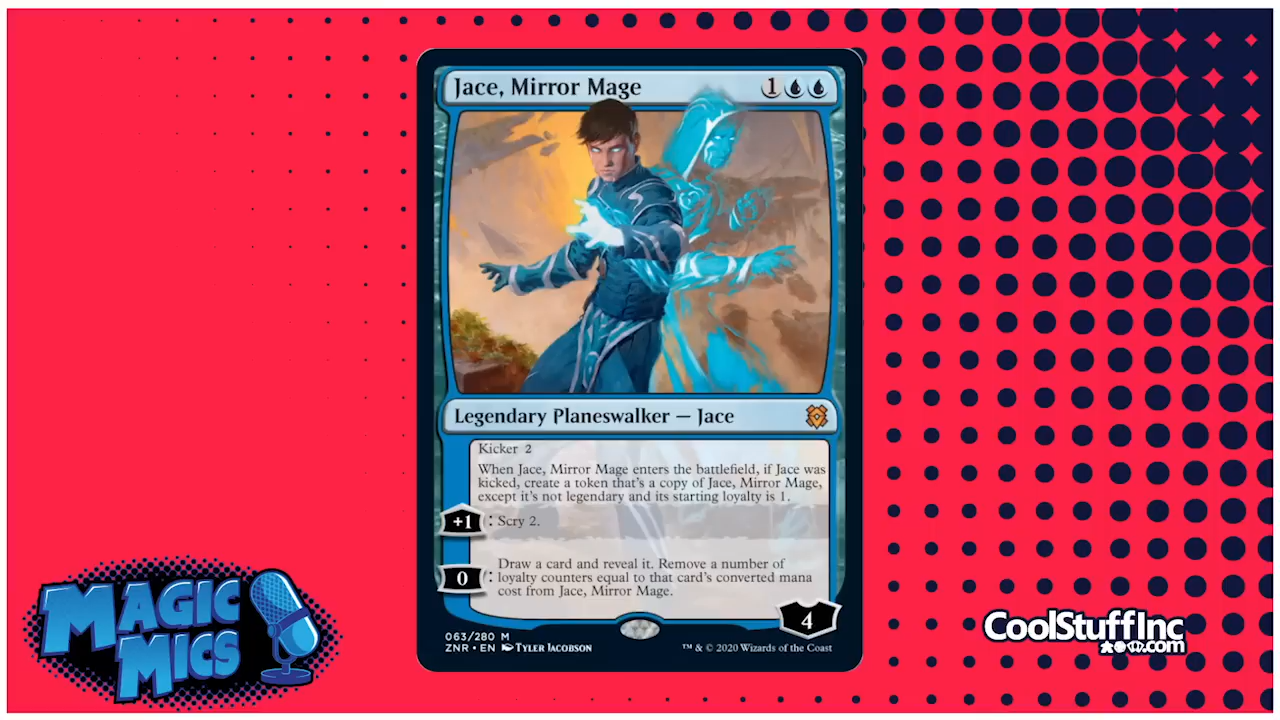 Jace, Mirror Mage 1
Legendary Planeswalker — Jace
Kicker 2
When Jace, Mirror Mage enters the battlefield, if Jace was
kicked, create a token that's a copy of Jace, Mirror Mage,
except it's not legendary and its starting loyalty is 1.
+1 : Scry 2.
Draw a card and reveal it. Remove a number of
0 : loyalty counters equal to that card's converted mana
cost from Jace, Mirror Mage.
4
063/280 M
ZNR • EN Tyler Jacobson
™ & © 2020 Wizards of the Coast
MAGIC
MICS
CoolStuffInc
.com